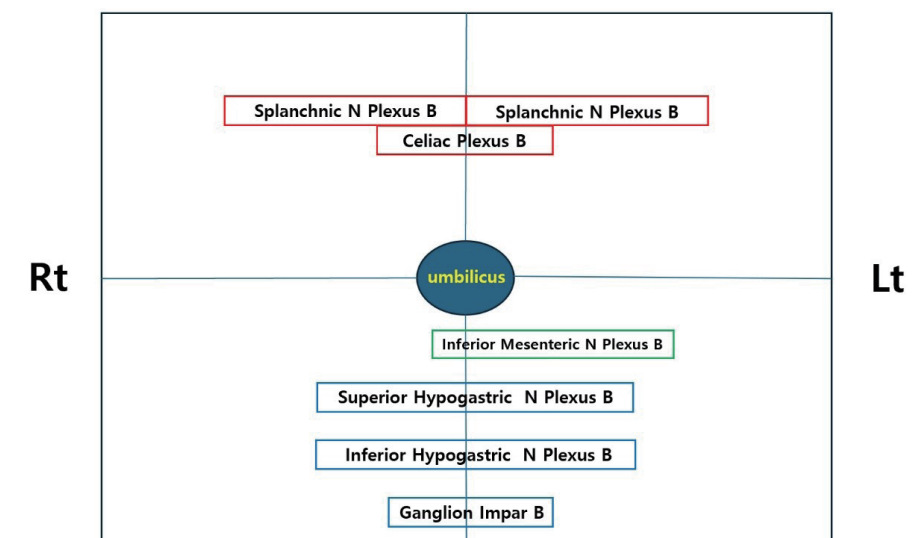 Splanchnic N Plexus B
Splanchnic N Plexus B
Celiac Plexus B
Rt
umbilicus
Lt
Inferior Mesenteric N Plexus B
Superior Hypogastric N Plexus B
Inferior Hypogastric N Plexus B
Ganglion Impar B